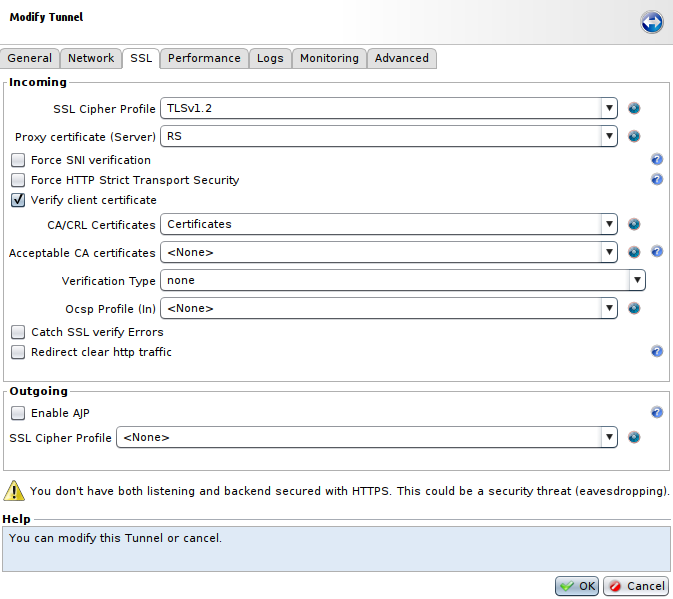 Modify Tunnel
General Network SSL Performance Logs Monitoring Advanced
Incoming
SSL Cipher Profile TLSv1.2
Proxy certificate (Server) RS
Force SNI verification
Force HTTP Strict Transport Security
Verify client certificate
CA/CRL Certificates Certificates
Acceptable CA certificates <None>
Verification Type none
Ocsp Profile (In) <None>
Catch SSL verify Errors
Redirect clear http traffic
Outgoing
Enable AJP
SSL Cipher Profile <None>
You don't have both listening and backend secured with HTTPS. This could be a security threat (eavesdropping).
Help
You can modify this Tunnel or cancel.
OK Cancel